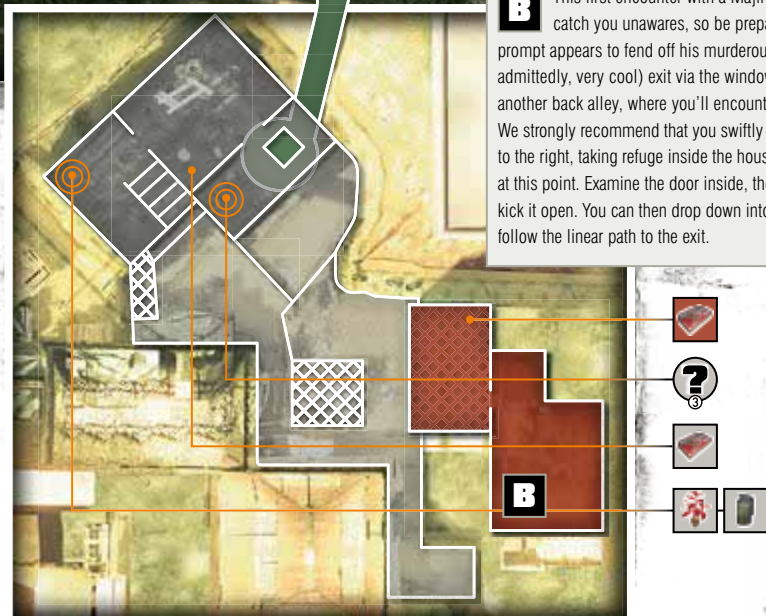 B
This first encounter with a Maji
catch you unawares, so be prepa
prompt appears to fend off his murderou
admittedly, very cool) exit via the window
another back alley, where you'll encount
We strongly recommend that you swiftly
to the right, taking refuge inside the hous
at this point. Examine the door inside, the
kick it open. You can then drop down into
follow the linear path to the exit.
?
3
B